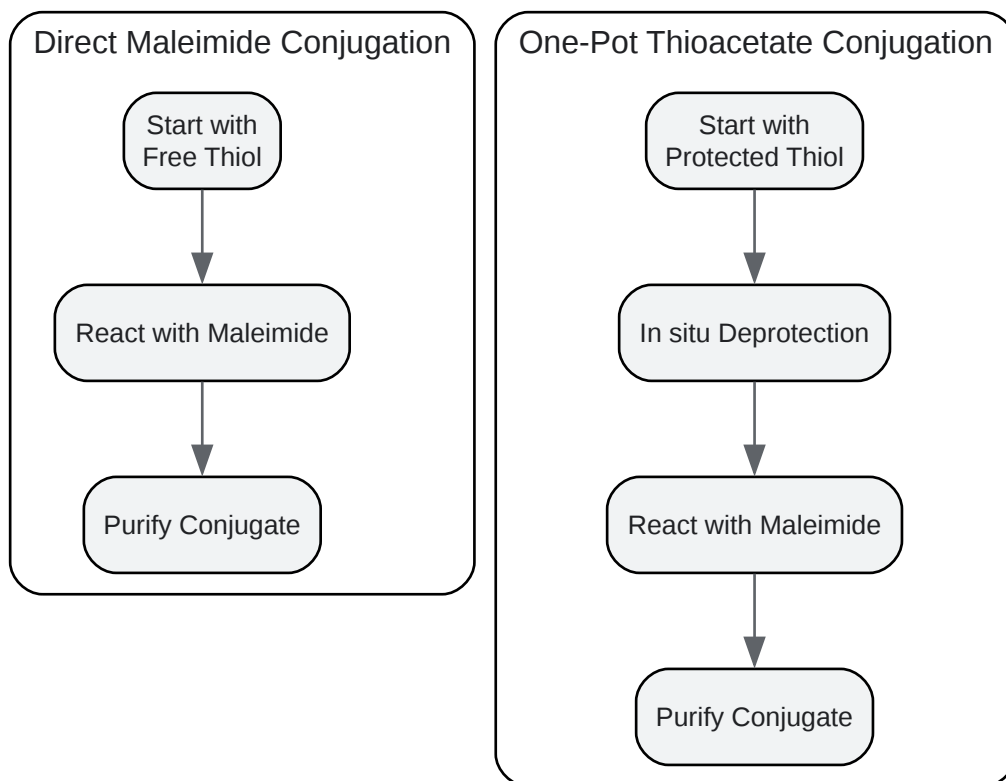 Direct Maleimide Conjugation
Start with
Free Thiol
React with Maleimide
Purify Conjugate
One-Pot Thioacetate Conjugation
Start with
Protected Thiol
In situ Deprotection
React with Maleimide
Purify Conjugate